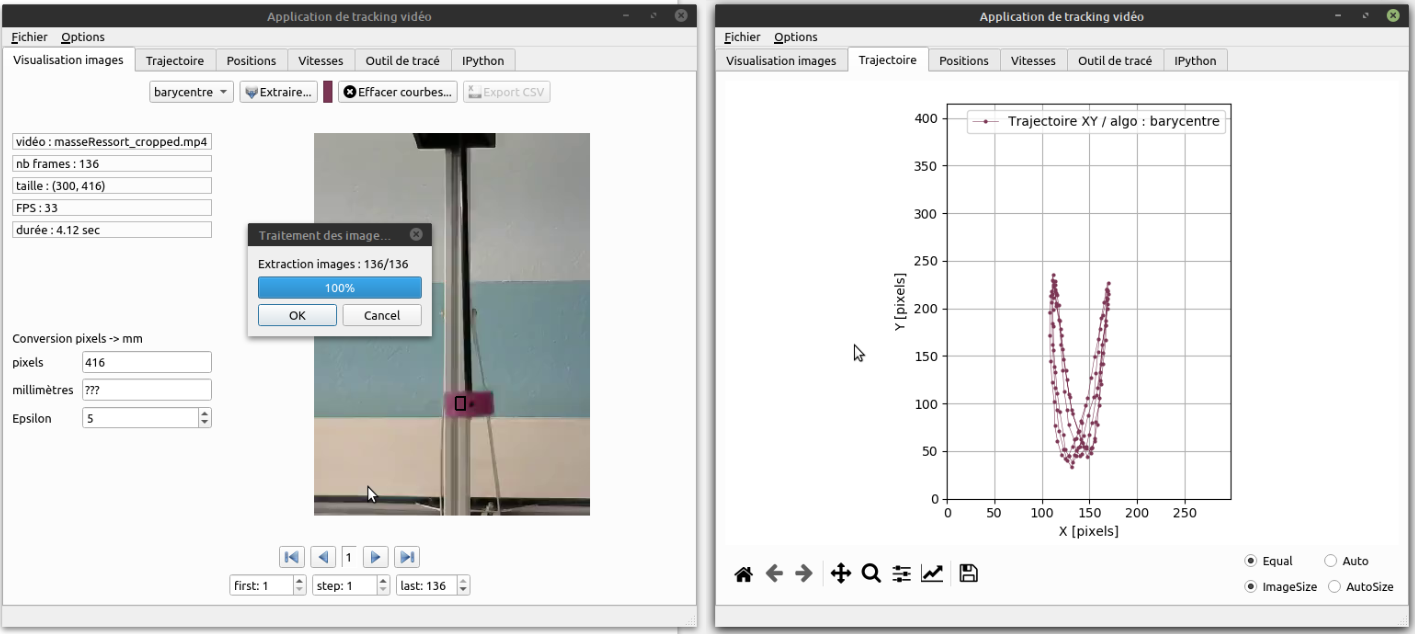 Application de tracking vidéo
Fichier Options
Visualisation images Trajectoire Positions Vitesses Outil de tracé IPython
barycentre Extraire... Effacer courbes... Export CSV
vidéo : masseRessort_cropped.mp4
nb frames : 136
taille : (300, 416)
FPS : 33
durée : 4.12 sec
Traitement des image...
Extraction images : 136/136
100%
OK Cancel
Conversion pixels -> mm
pixels 416
millimètres ???
Epsilon 5
1
first: 1 step: 1 last: 136
Application de tracking vidéo
Fichier Options
Visualisation images Trajectoire Positions Vitesses Outil de tracé IPython
Trajectoire XY / algo : barycentre
400
350
300
250
200
150
100
50
0
Y [pixels]
0 50 100 150 200 250
X [pixels]
Equal Auto
ImageSize AutoSize